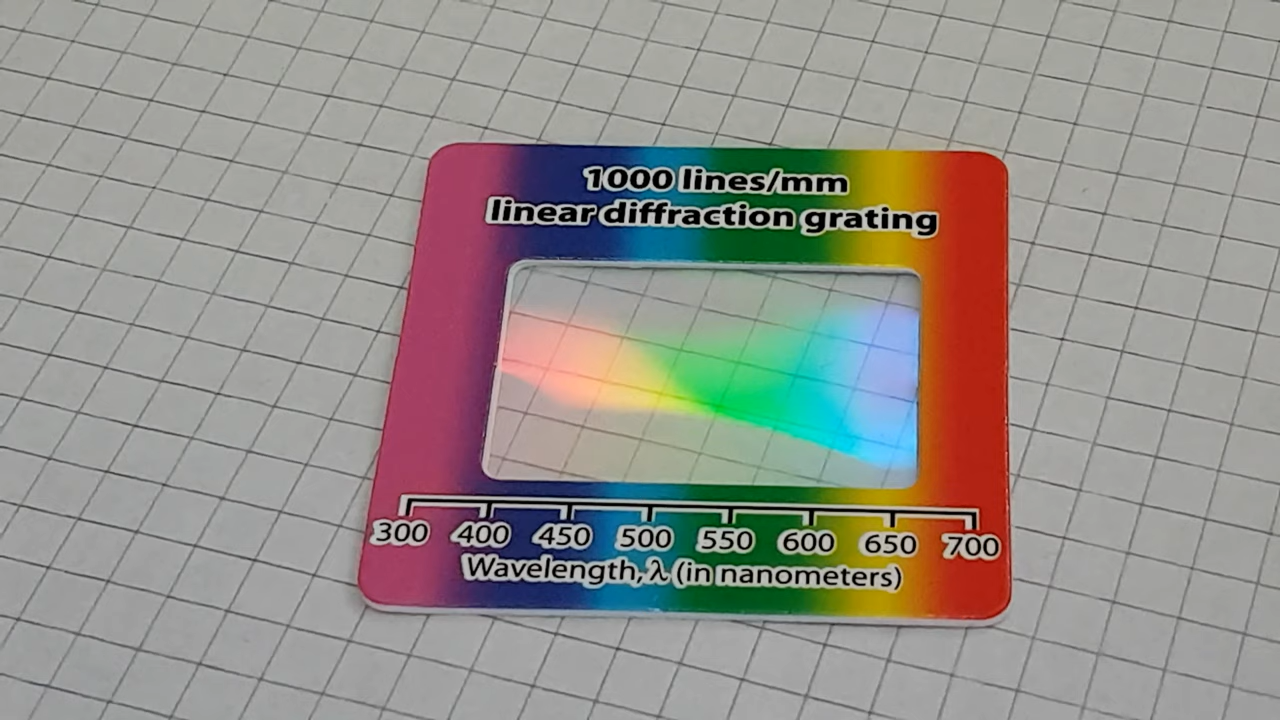 1000 lines/mm
linear diffraction grating
300 400 450 500 550 600 650 700
Wavelength, λ (in nanometers)